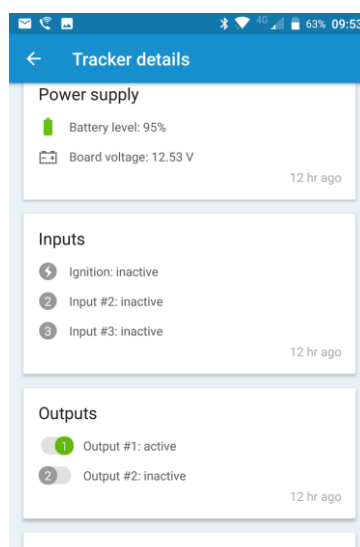 4G 63% 09:53
Tracker details
Power supply
Battery level: 95%
Board voltage: 12.53 V
12 hr ago
Inputs
Ignition: inactive
2 Input #2: inactive
3 Input #3: inactive
12 hr ago
Outputs
1 Output #1: active
2 Output #2: inactive
12 hr ago